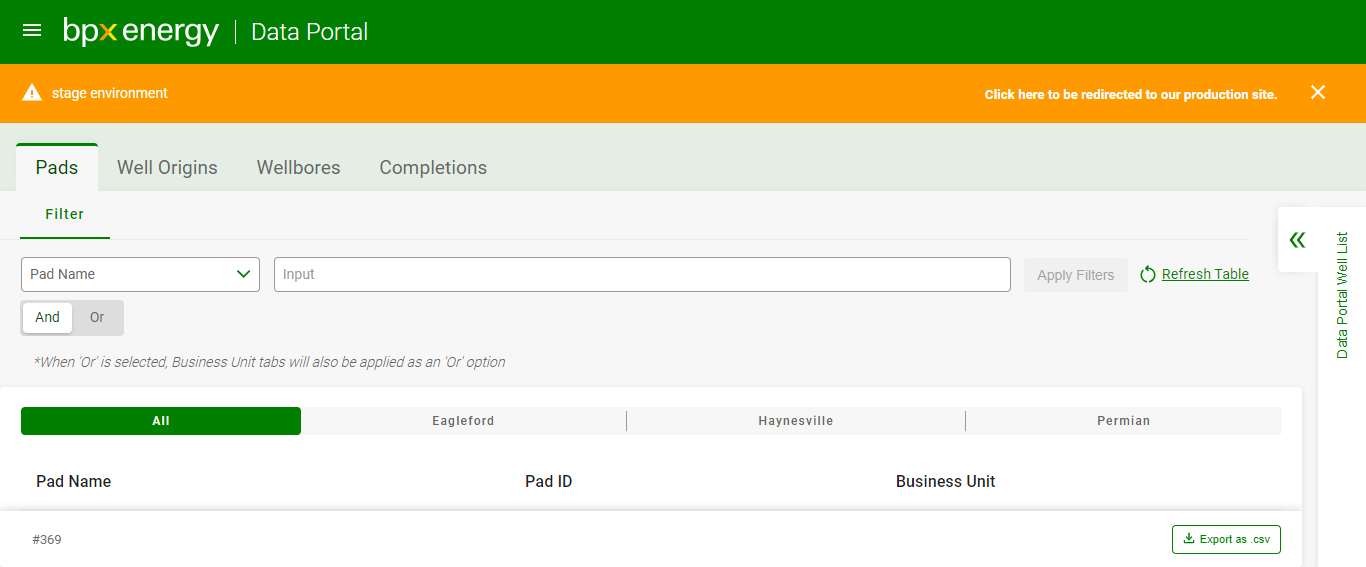 bpx energy Data Portal
stage environment Click here to be redirected to our production site.
Pads Well Origins Wellbores Completions
Filter
Data Portal Well List
Pad Name Input Apply Filters Refresh Table
And Or
*When 'Or' is selected, Business Unit tabs will also be applied as an 'Or' option
All Eagleford Haynesville Permian
Pad Name Pad ID Business Unit
#369 Export as .csv